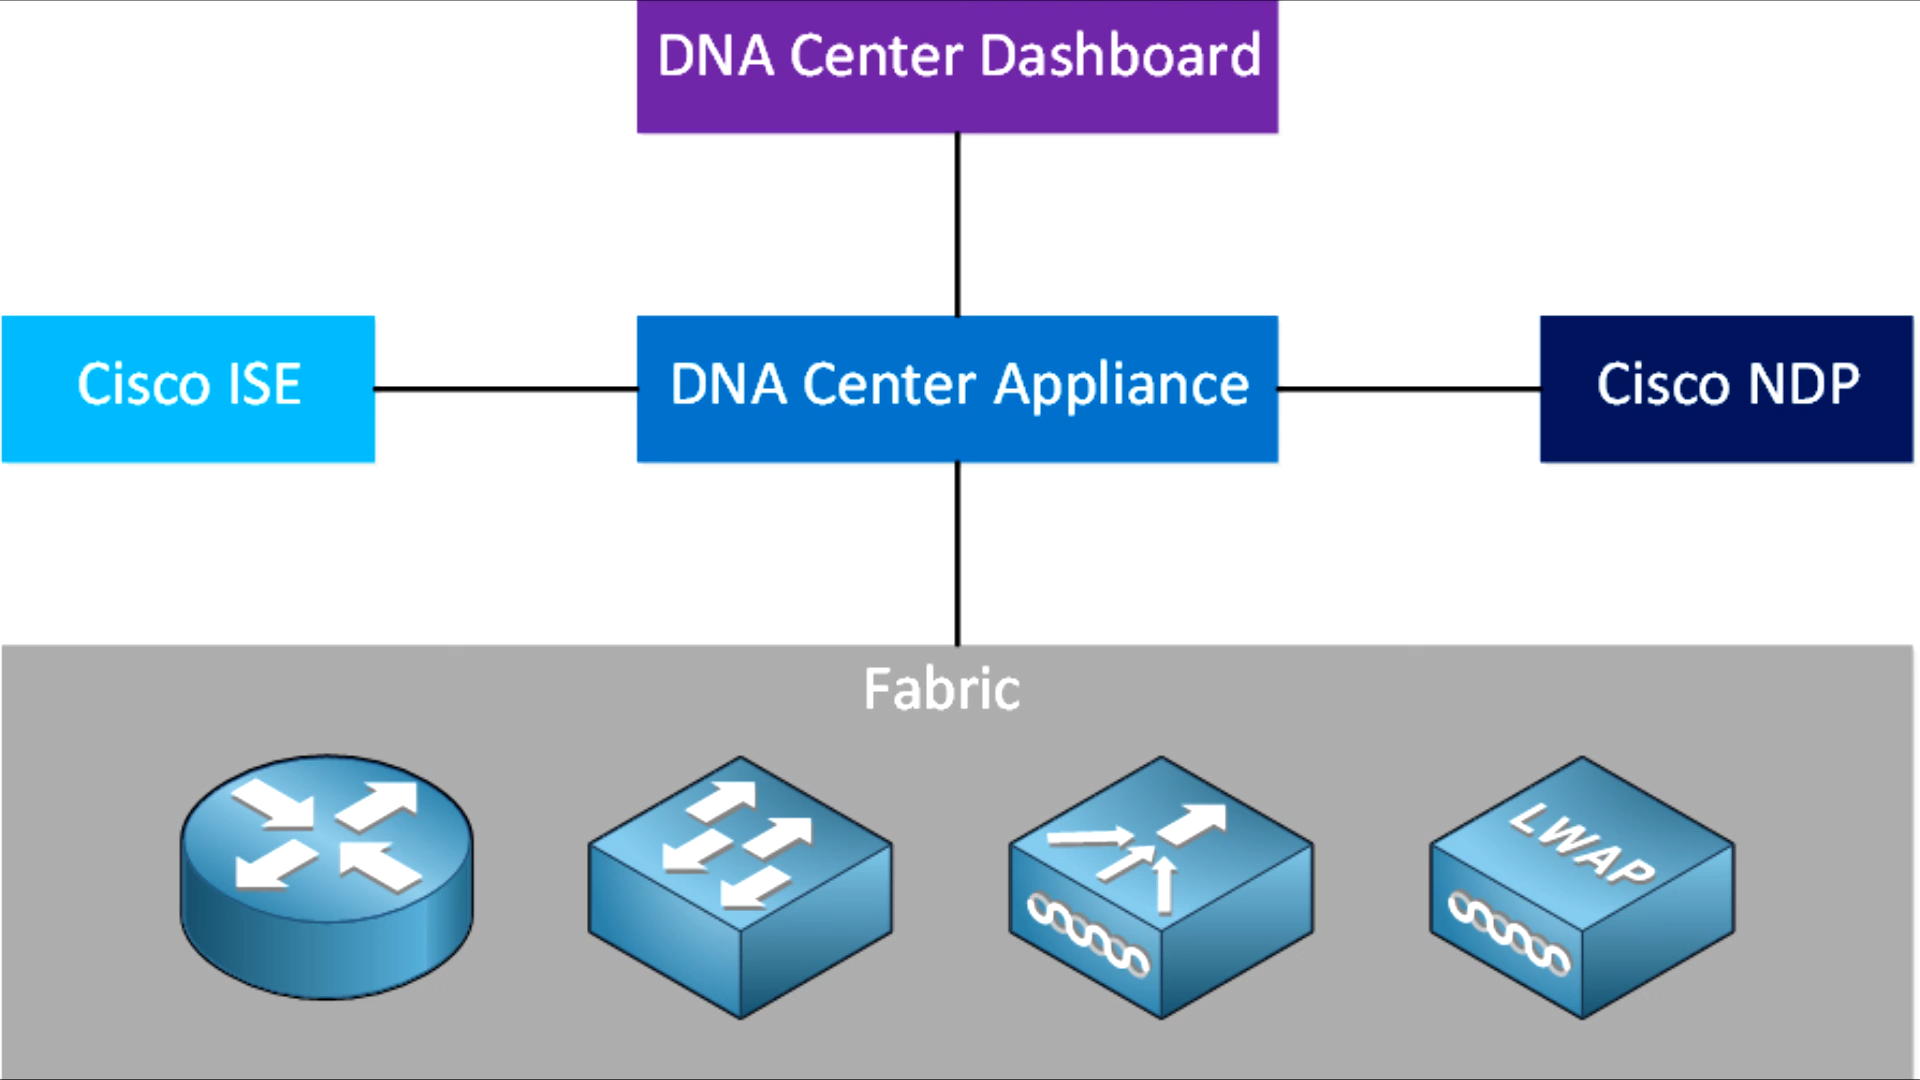 DNA Center Dashboard
Cisco ISE
DNA Center Appliance
Cisco NDP
Fabric
LWAP